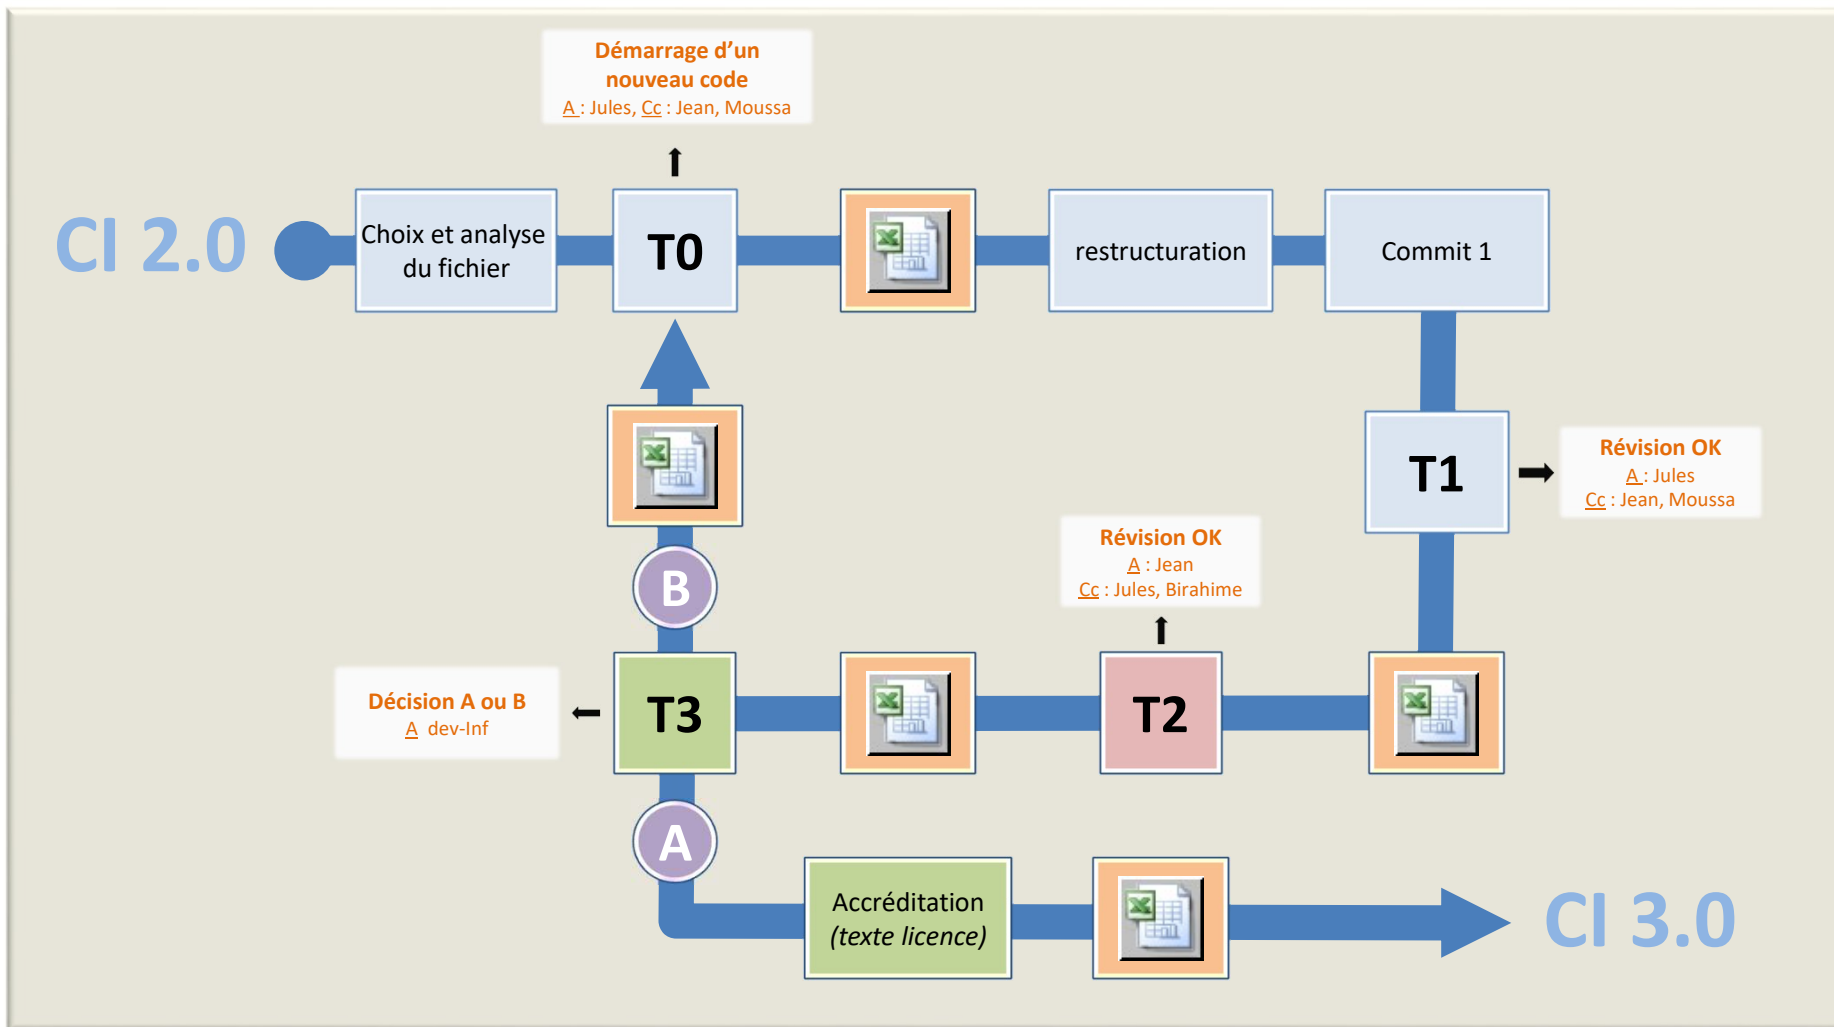 Démarrage d’un
nouveau code
A : Jules, Cc : Jean, Moussa
CI 2.0
Choix et analyse
du fichier
T0
restructuration
Commit 1
T1
Révision OK
A : Jules
Cc : Jean, Moussa
Révision OK
A : Jean
Cc : Jules, Birahime
B
Décision A ou B
A dev-Inf
T3
T2
A
Accréditation
(texte licence)
CI 3.0